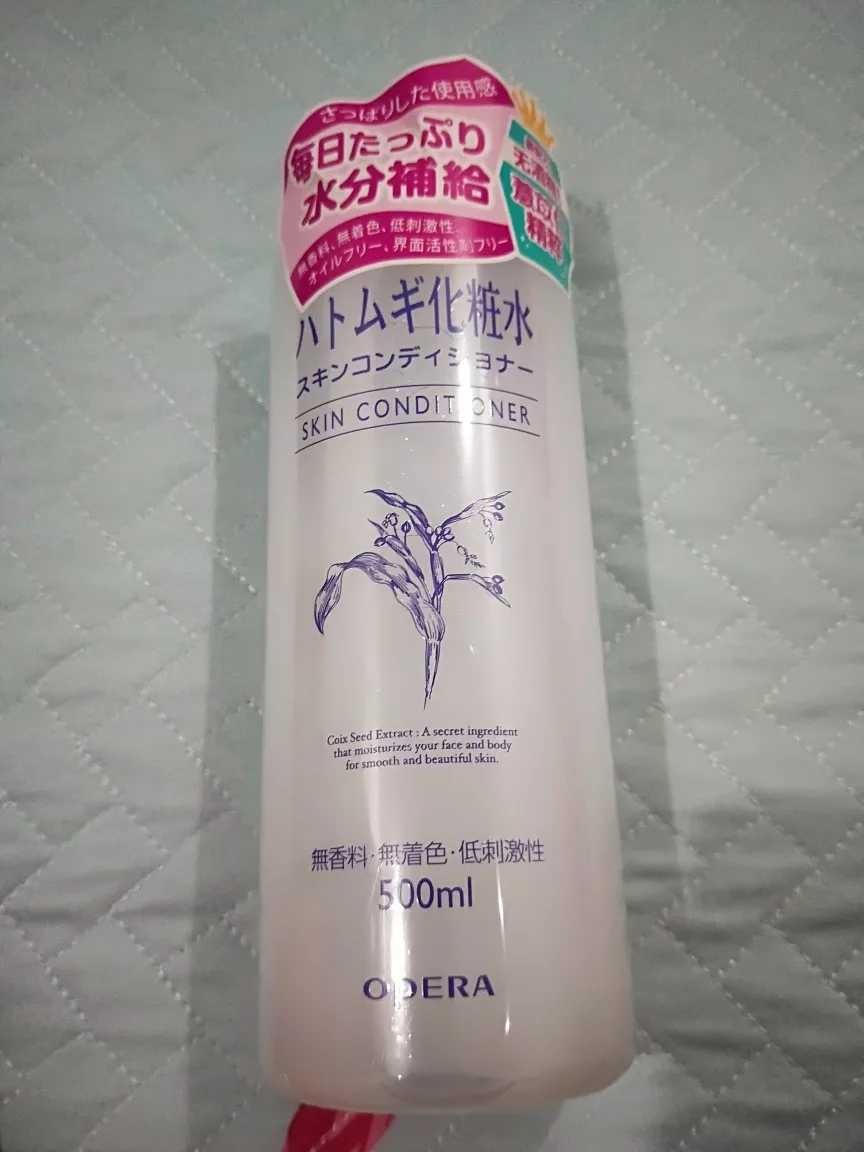 さっぱりした使用感
毎日たっぷり
水分補給
無香料、無着色、低刺激性、
オイルフリー、界面活性剤フリー
精粹
ハトムギ化粧水
スキンコンディショナー
SKIN CONDITIONER
Coix Seed Extract : A secret ingredient
that moisturizes your face and body
for smooth and beautiful skin.
無香料・無着色・低刺激性
500ml
OpERA